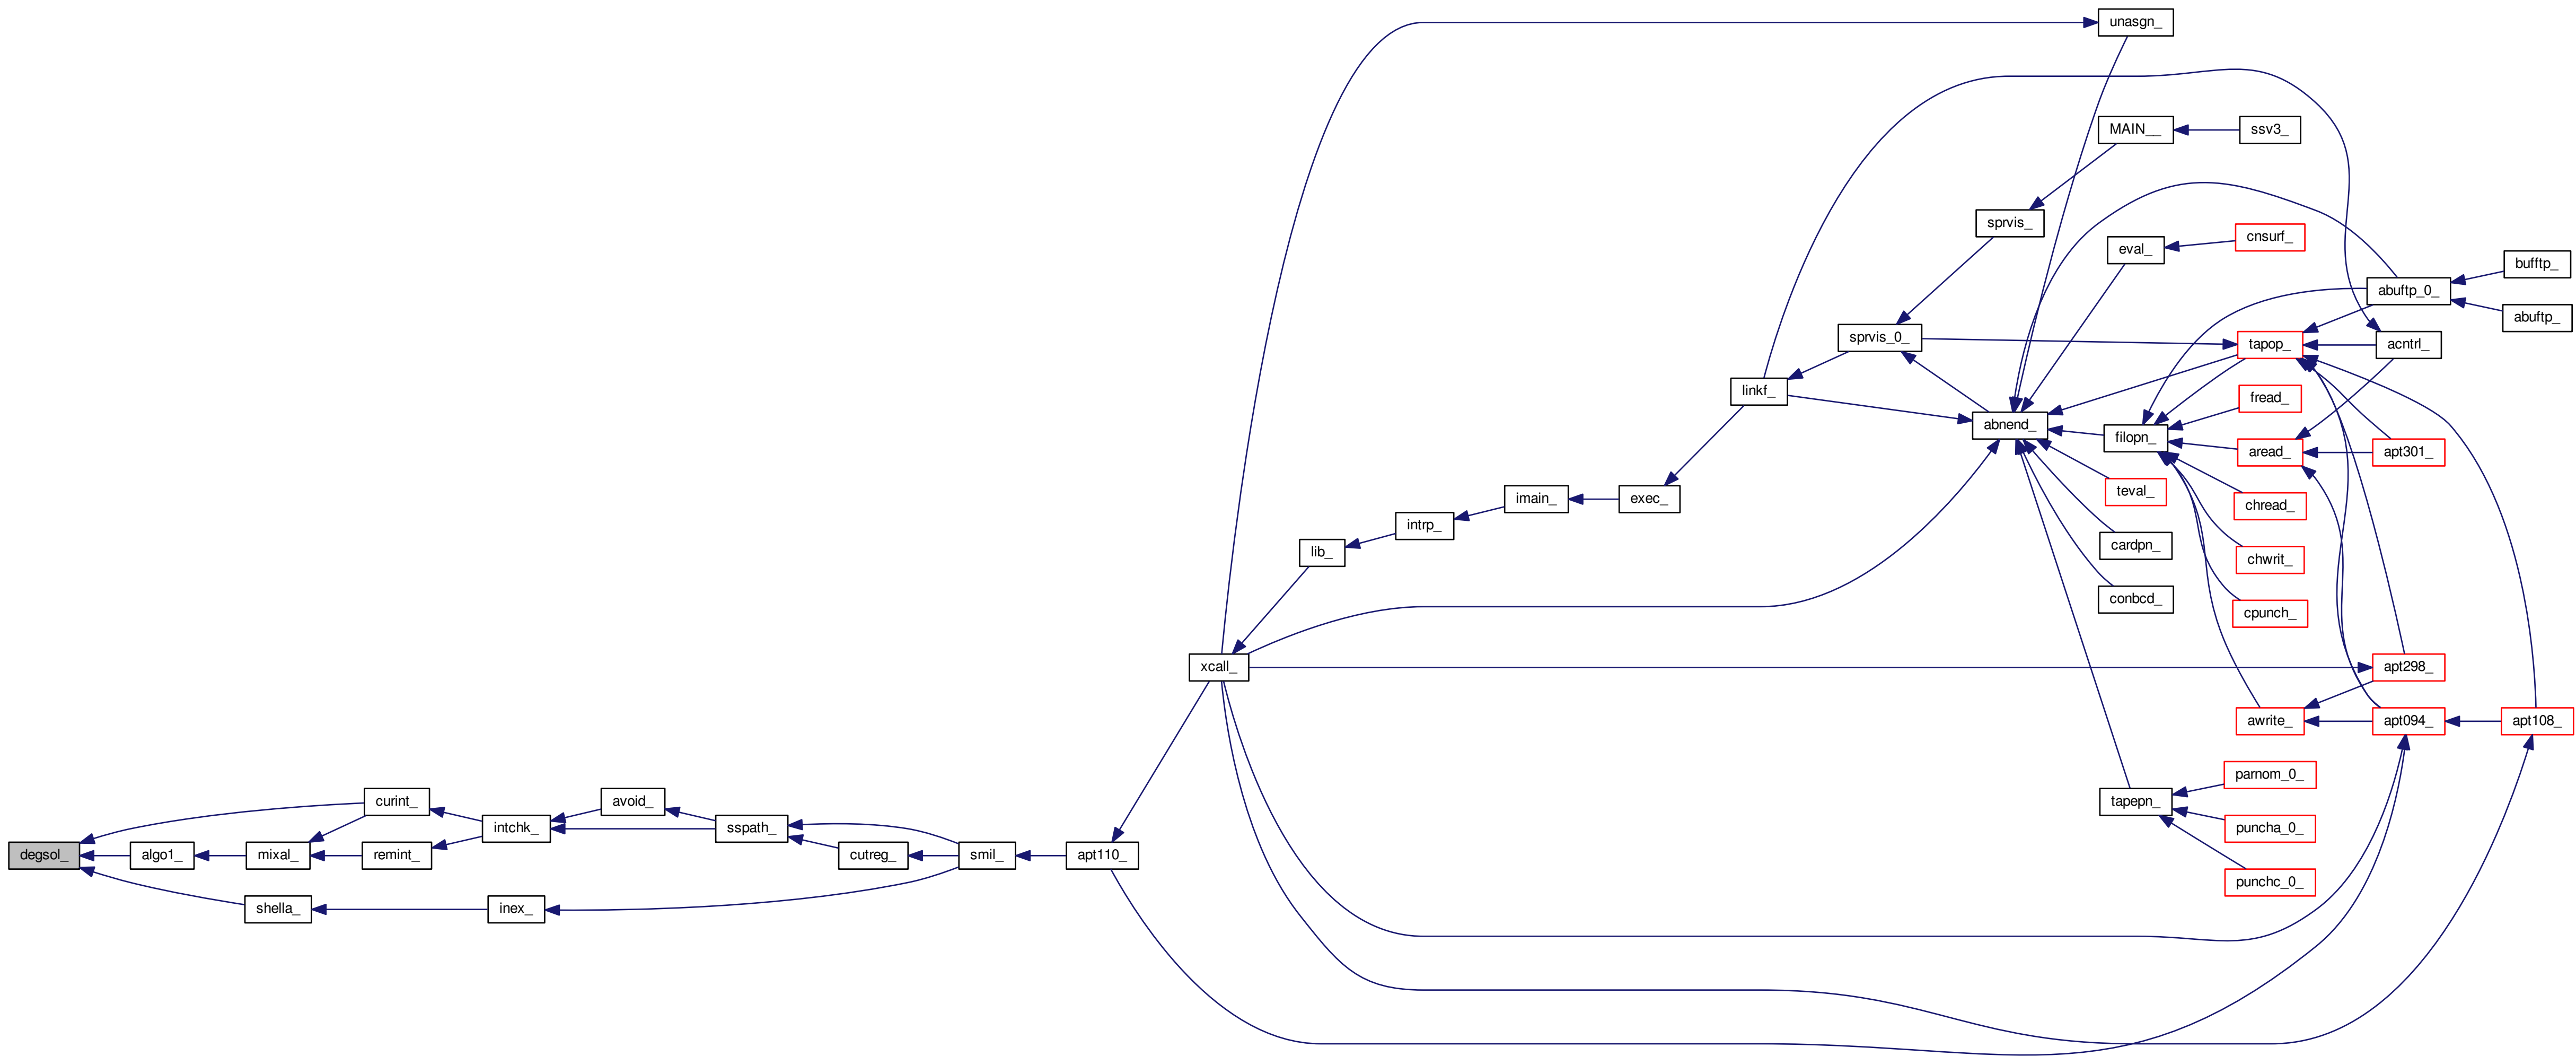 unasgn_
MAIN__
ssv3_
sprvis_
cnsurf_
eval_
bufftp_
abuftp_0_
abuftp_
sprvis_0_
tapop_
acntrl_
linkf_
fread_
abnend_
filopn_
aread_
apt301_
teval_
imain_
exec_
chread_
intrp_
cardpn_
lib_
chwrit_
conbcd_
cpunch_
xcall_
apt298_
awrite_
apt094_
apt108_
parnom_0_
curint_
avoid_
tapepn_
intchk_
sspath_
puncha_0_
degsol_
algo1_
mixal_
remint_
cutreg_
smil_
apt110_
punchc_0_
shella_
inex_